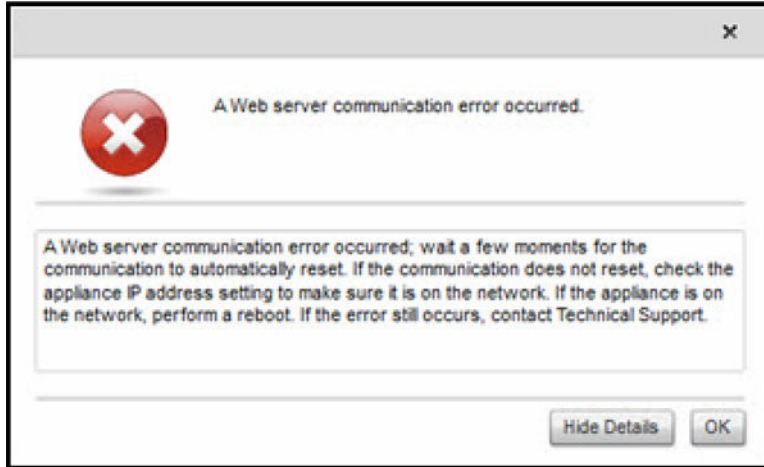 A Web server communication error occurred.
A Web server communication error occurred; wait a few moments for the
communication to automatically reset. If the communication does not reset, check the
appliance IP address setting to make sure it is on the network. If the appliance is on
the network, perform a reboot. If the error still occurs, contact Technical Support.
Hide Details OK